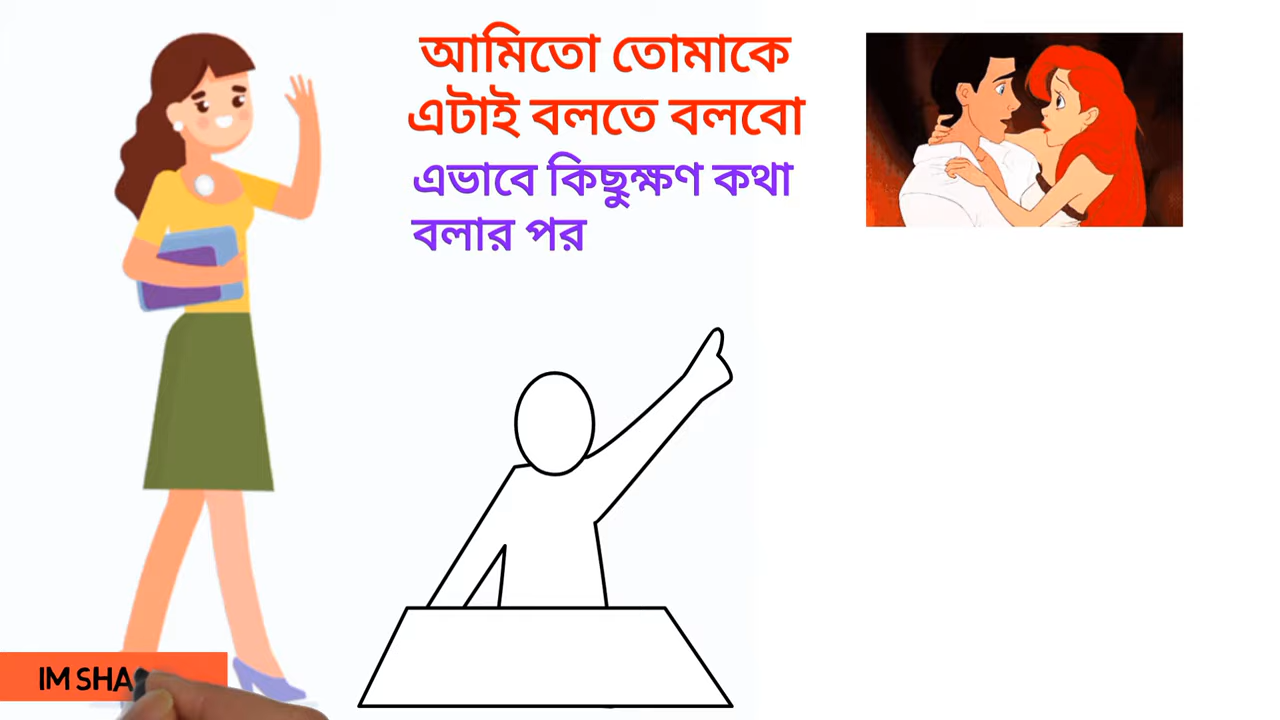 আমিতো তোমাকে
এটাই বলতে বলবো
এভাবে কিছুক্ষণ কথা
বলার পর
IM SHA